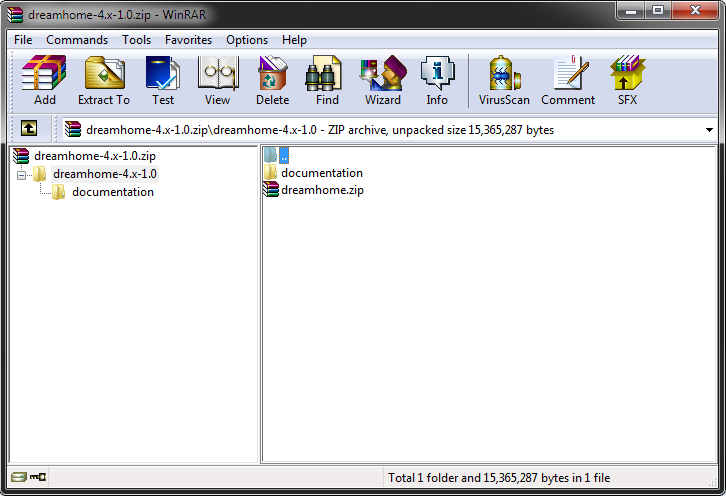 dreamhome-4.x-1.0.zip - WinRAR
File Commands Tools Favorites Options Help
Add Extract To Test View Delete Find Wizard Info VirusScan Comment SFX
dreamhome-4.x-1.0.zip\dreamhome-4.x-1.0 - ZIP archive, unpacked size 15,365,287 bytes
dreamhome-4.x-1.0.zip
dreamhome-4.x-1.0
documentation
..
documentation
dreamhome.zip
Total 1 folder and 15,365,287 bytes in 1 file